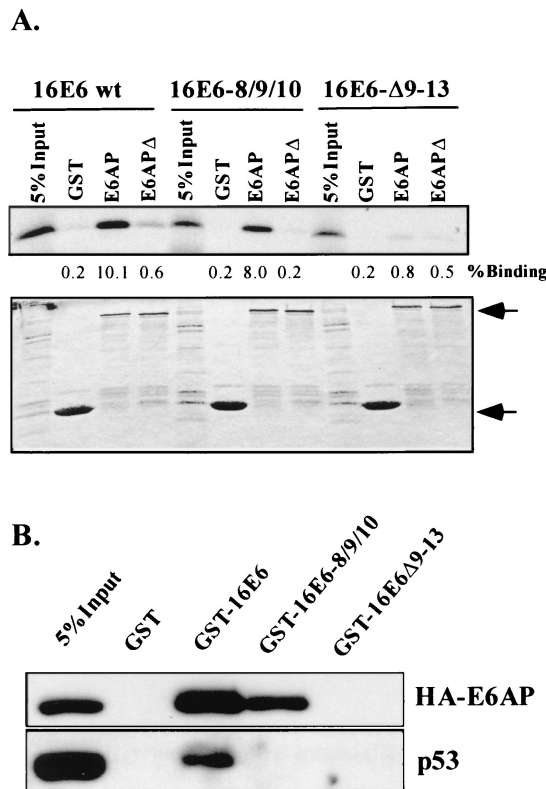 A.
16E6 wt 16E6-8/9/10 16E6-Δ9-13
5% Input GST E6AP E6APΔ 5% Input GST E6AP E6APΔ 5% Input GST E6AP E6APΔ
0.2 10.1 0.6 0.2 8.0 0.2 0.2 0.8 0.5 %Binding
B.
5% Input GST GST-16E6 GST-16E6-8/9/10 GST-16E6Δ9-13
HA-E6AP
p53